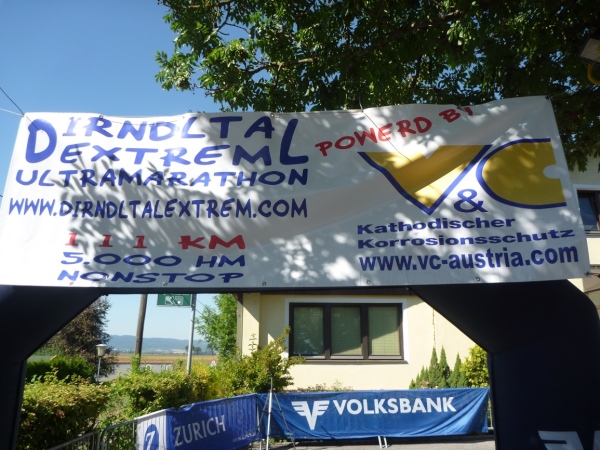 DIRNDLTAL
DEXTREML
ULTRAMARATHON
WWW.DIRNDLTALEXTREM.COM
111 KM
5.000 HM
NONSTOP
POWERD BY
V&C
Kathodischer
Korrosionsschutz
www.vc-austria.com
ZURICH
VOLKSBANK